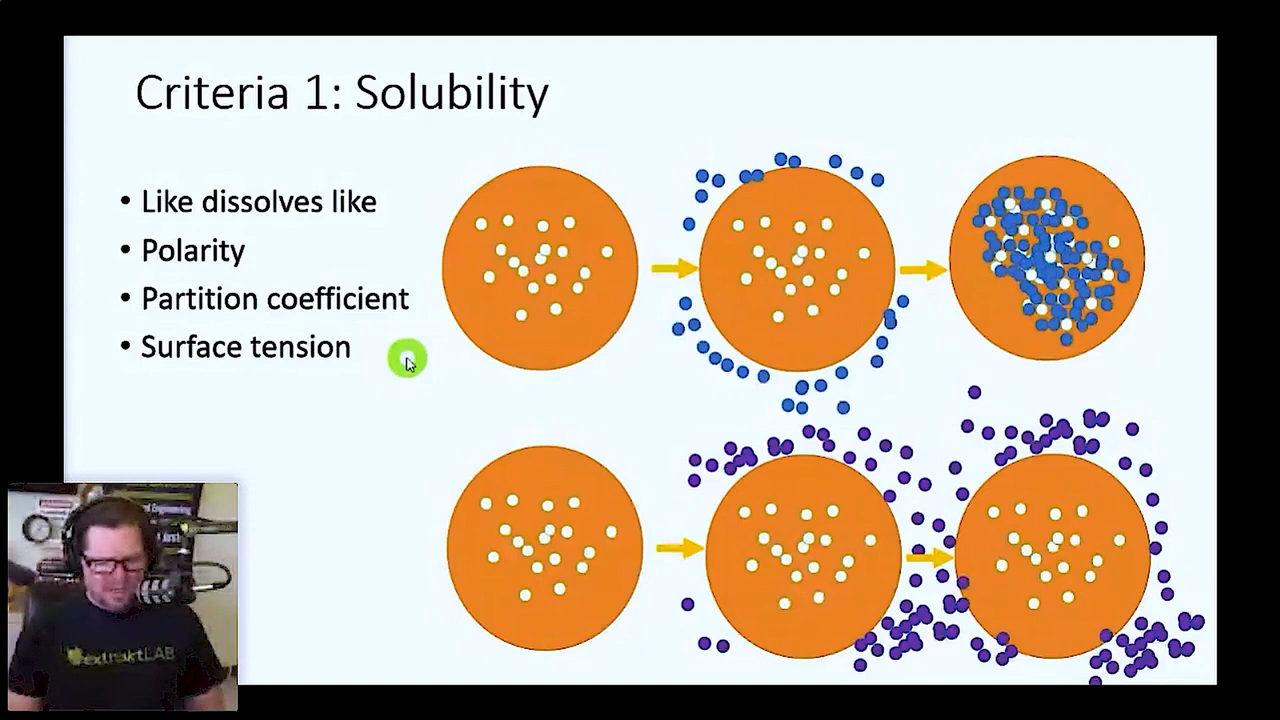 Criteria 1: Solubility
• Like dissolves like
• Polarity
• Partition coefficient
• Surface tension
extraktLAB